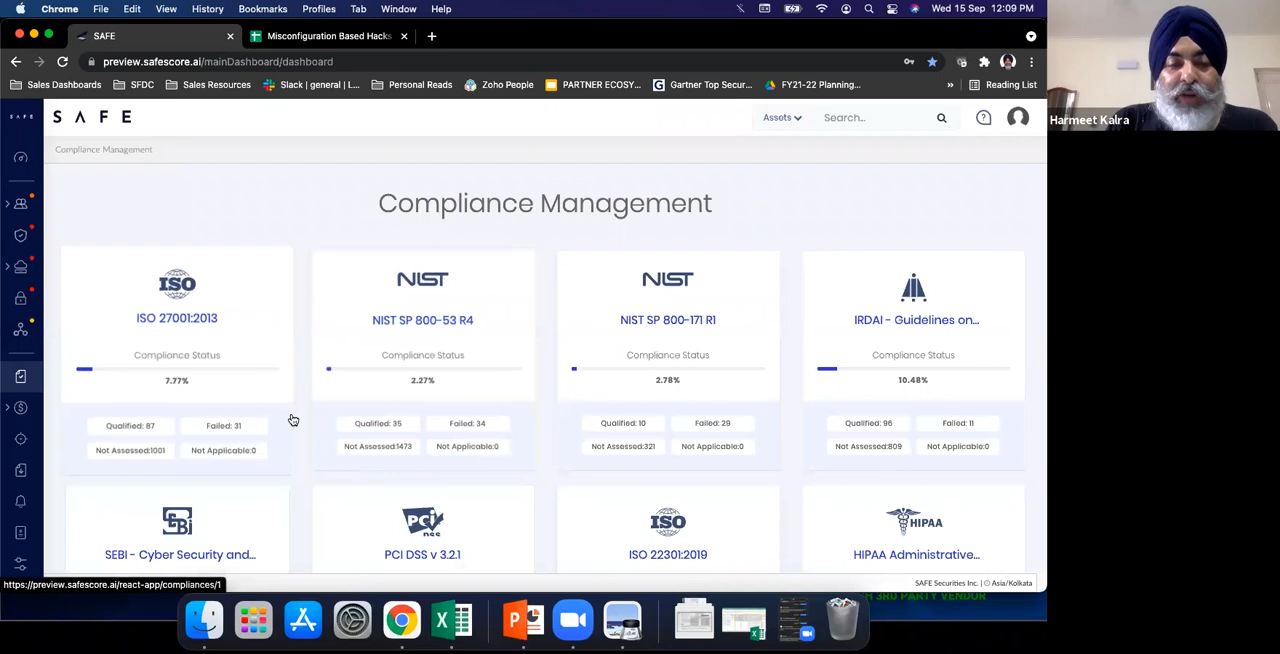 Chrome File Edit View History Bookmarks Profiles Tab Window Help Wed 15 Sep 12:09 PM
SAFE Misconfiguration Based Hacks
preview.safescore.ai/mainDashboard/dashboard
Sales Dashboards SFDC Sales Resources Slack | general | L... Personal Reads Zoho People PARTNER ECOSY... Gartner Top Secur... FY21-22 Planning... » Reading List
SAFE
S A F E
Assets Search...
Harmeet Kalra
Compliance Management
Compliance Management
ISO NIST NIST
ISO 27001:2013 NIST SP 800-53 R4 NIST SP 800-171 R1 IRDAI - Guidelines on...
Compliance Status Compliance Status Compliance Status Compliance Status
7.77% 2.27% 2.78% 10.48%
Qualified: 87 Failed: 31 Qualified: 35 Failed: 34 Qualified: 10 Failed: 29 Qualified: 96 Failed: 11
Not Assessed:1001 Not Applicable:0 Not Assessed:1473 Not Applicable:0 Not Assessed:321 Not Applicable:0 Not Assessed:809 Not Applicable:0
SEBI PCI DSS ISO HIPAA
SEBI - Cyber Security and... PCI DSS v 3.2.1 ISO 22301:2019 HIPAA Administrative...
https://preview.safescore.ai/react-app/compliances/1
SAFE Securities Inc. | Asia/Kolkata
H 3RD PARTY VENDOR